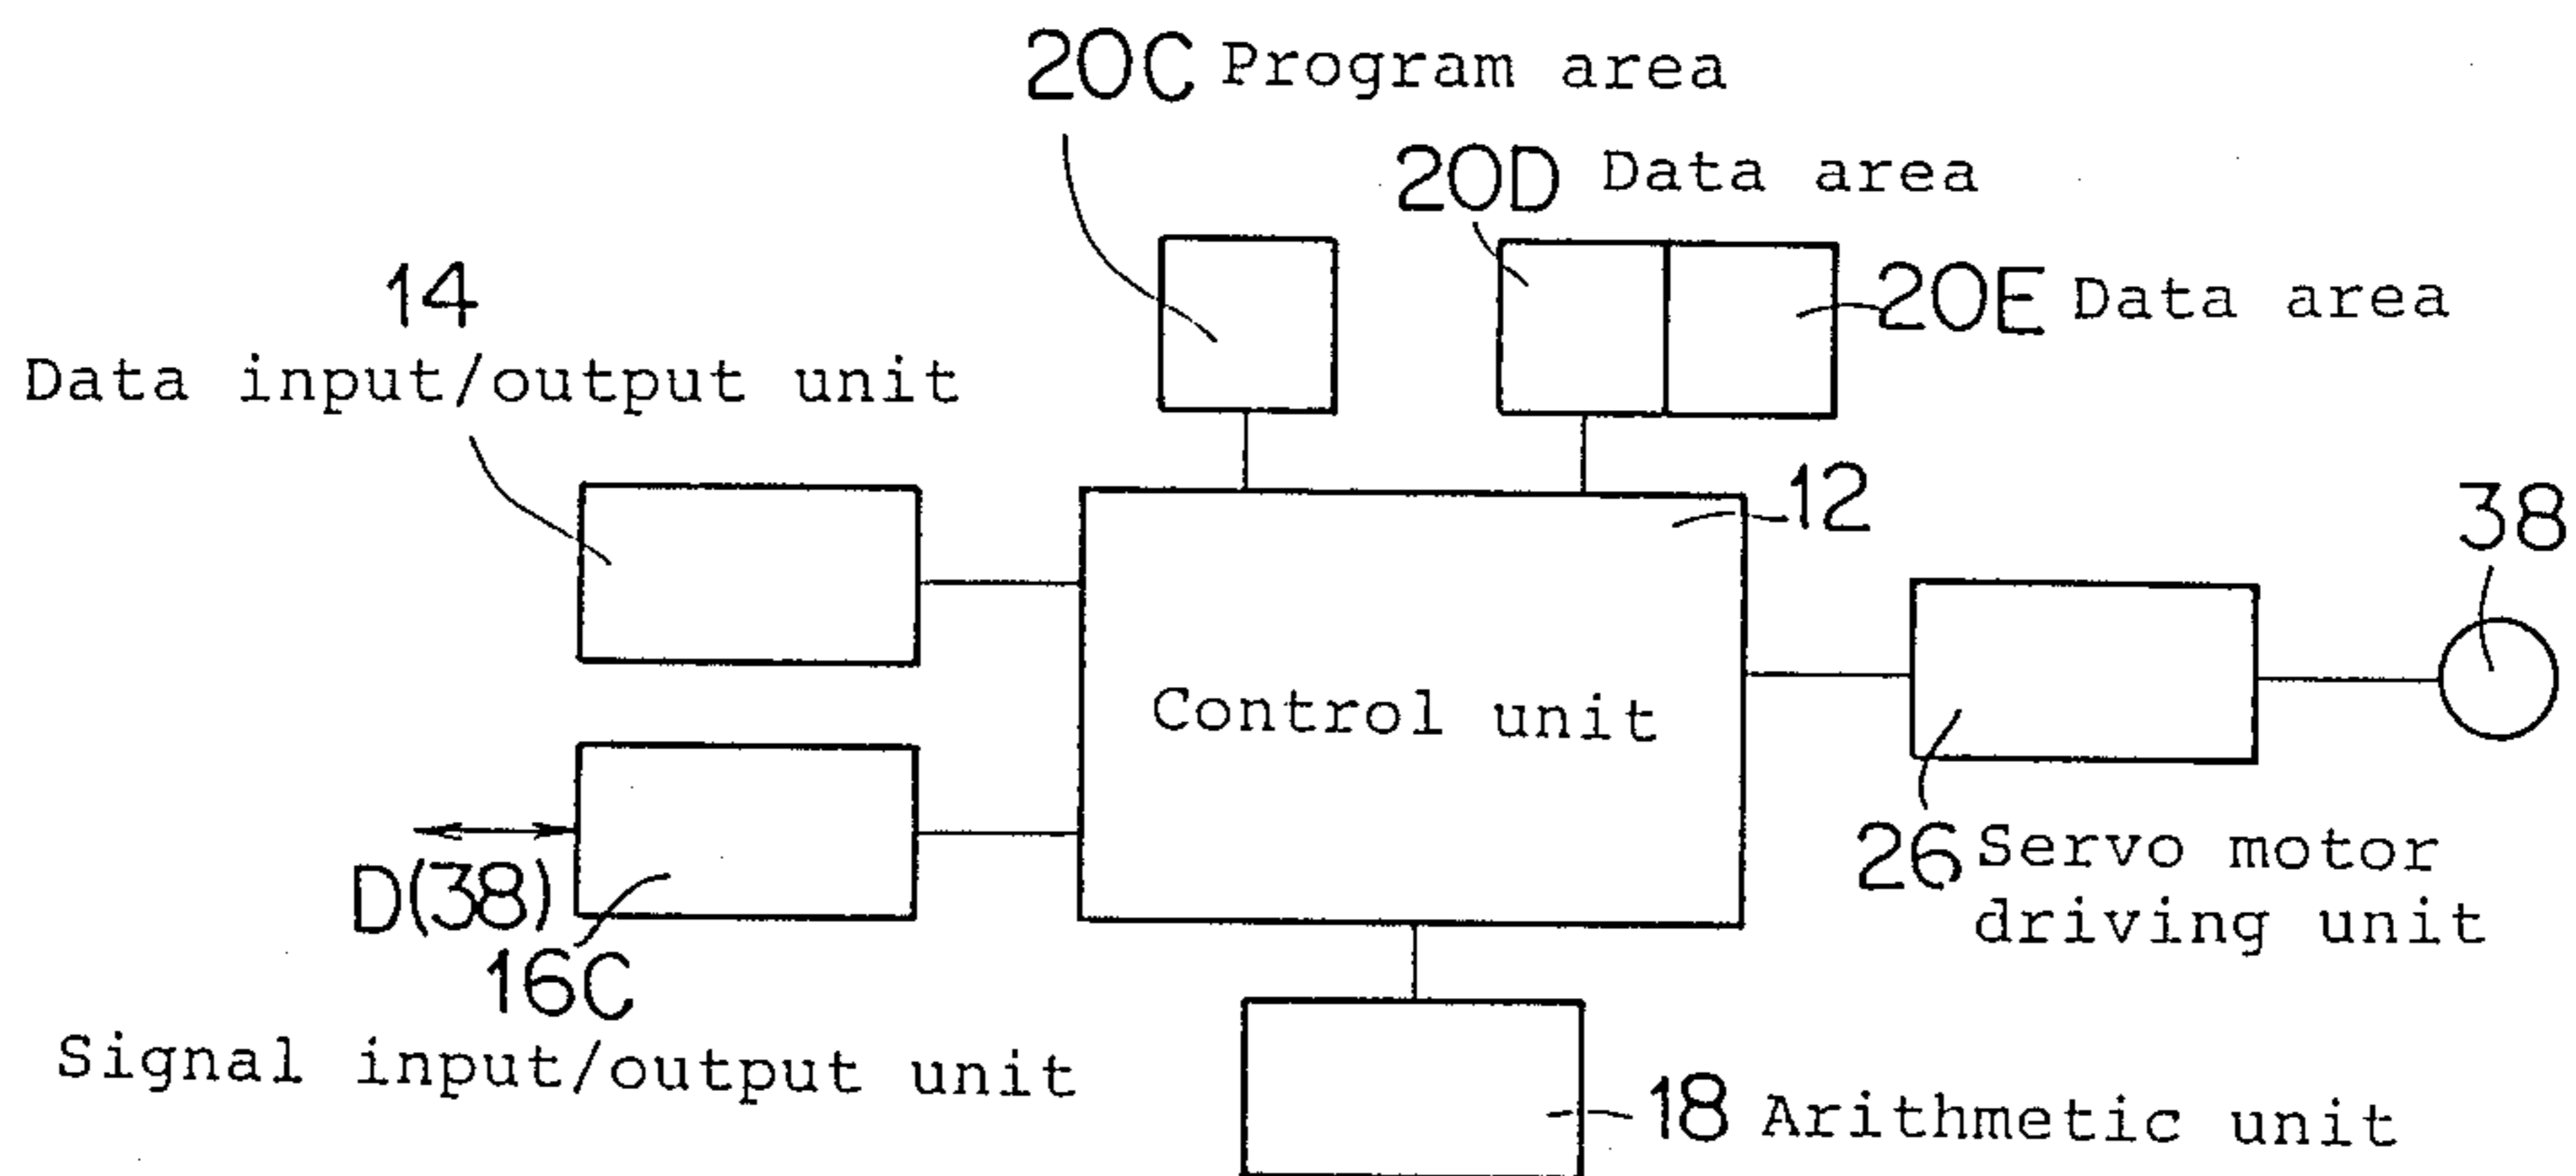 20C Program area
20D Data area
20E Data area
14
Data input/output unit
12
38
Control unit
D(38)
16C
Signal input/output unit
26 Servo motor
driving unit
18 Arithmetic unit